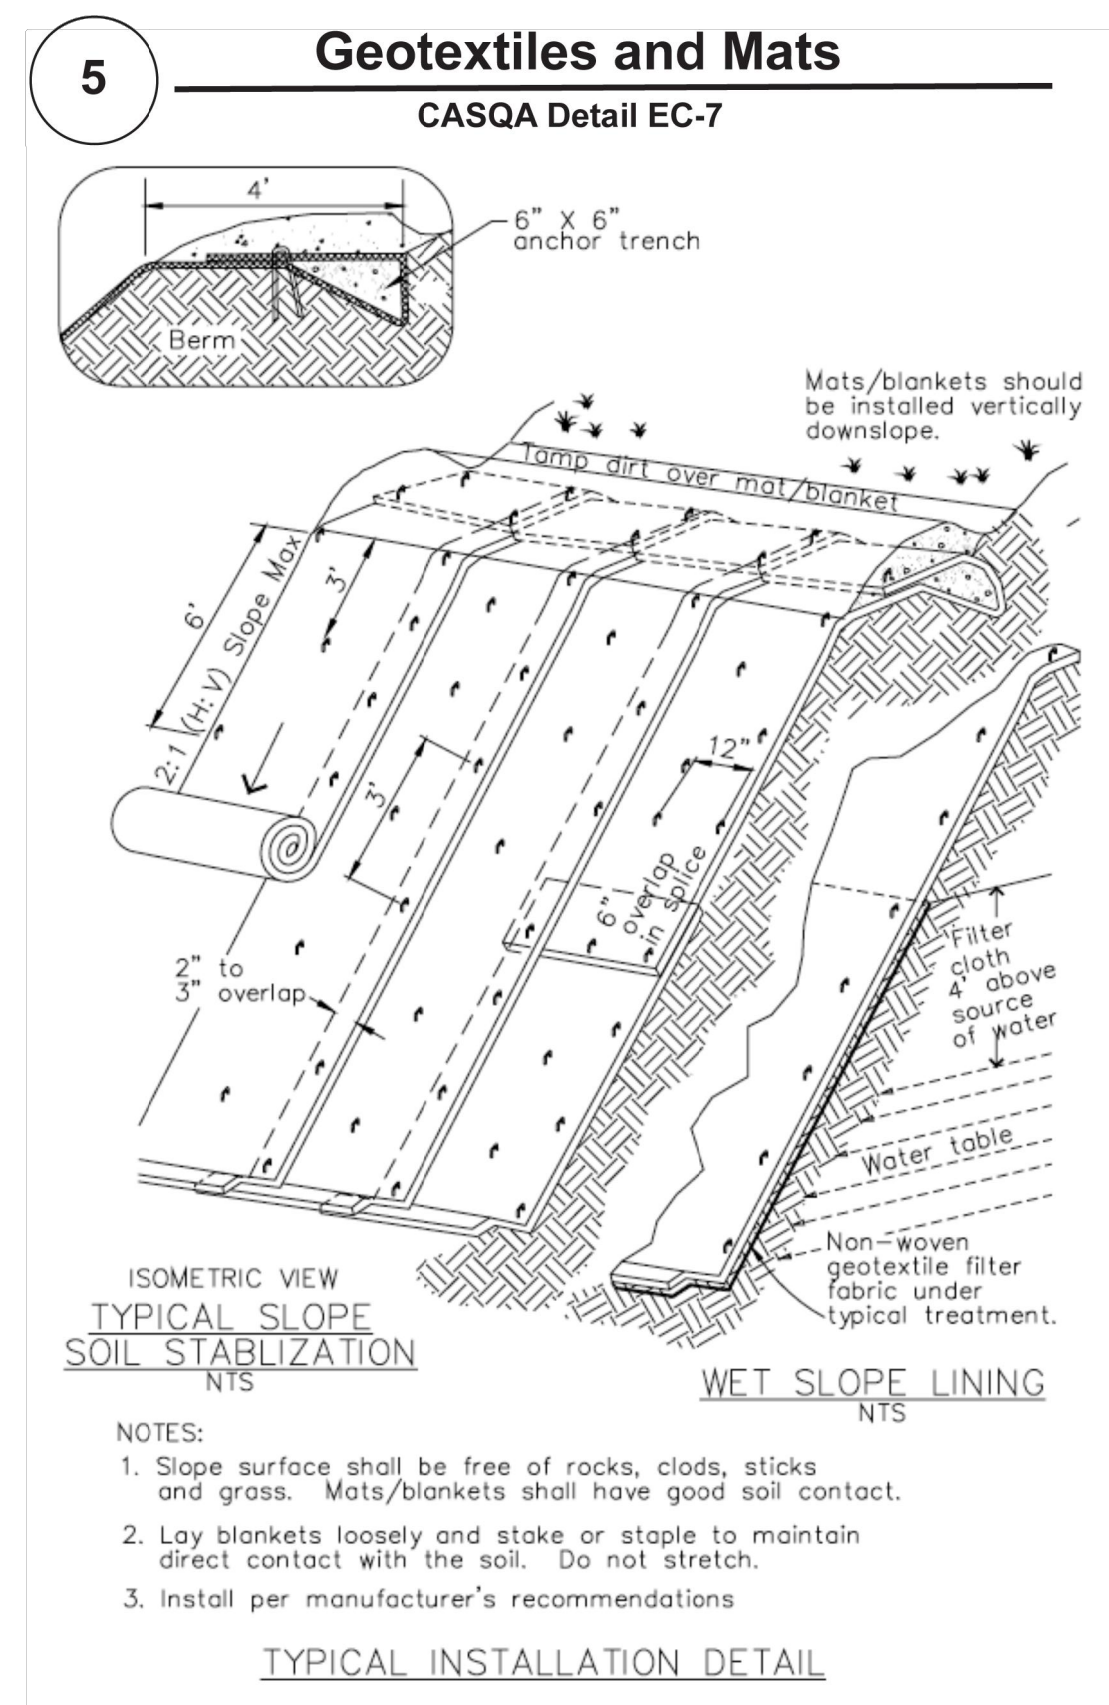 5
Geotextiles and Mats
CASQA Detail EC-7
4'
6" X 6"
anchor trench
Berm
Mats/blankets should
be installed vertically
downslope.
Tamp dirt over mat/blanket
6'
2:1 (H:V) Slope Max
3'
12"
3'
6"
overlap
in splice
2" to
3" overlap
Filter
cloth
4' above
source
of water
Water table
Non-woven
geotextile filter
fabric under
typical treatment.
ISOMETRIC VIEW
TYPICAL SLOPE
SOIL STABLIZATION
NTS
WET SLOPE LINING
NTS
NOTES:
1. Slope surface shall be free of rocks, clods, sticks
and grass. Mats/blankets shall have good soil contact.
2. Lay blankets loosely and stake or staple to maintain
direct contact with the soil. Do not stretch.
3. Install per manufacturer's recommendations
TYPICAL INSTALLATION DETAIL